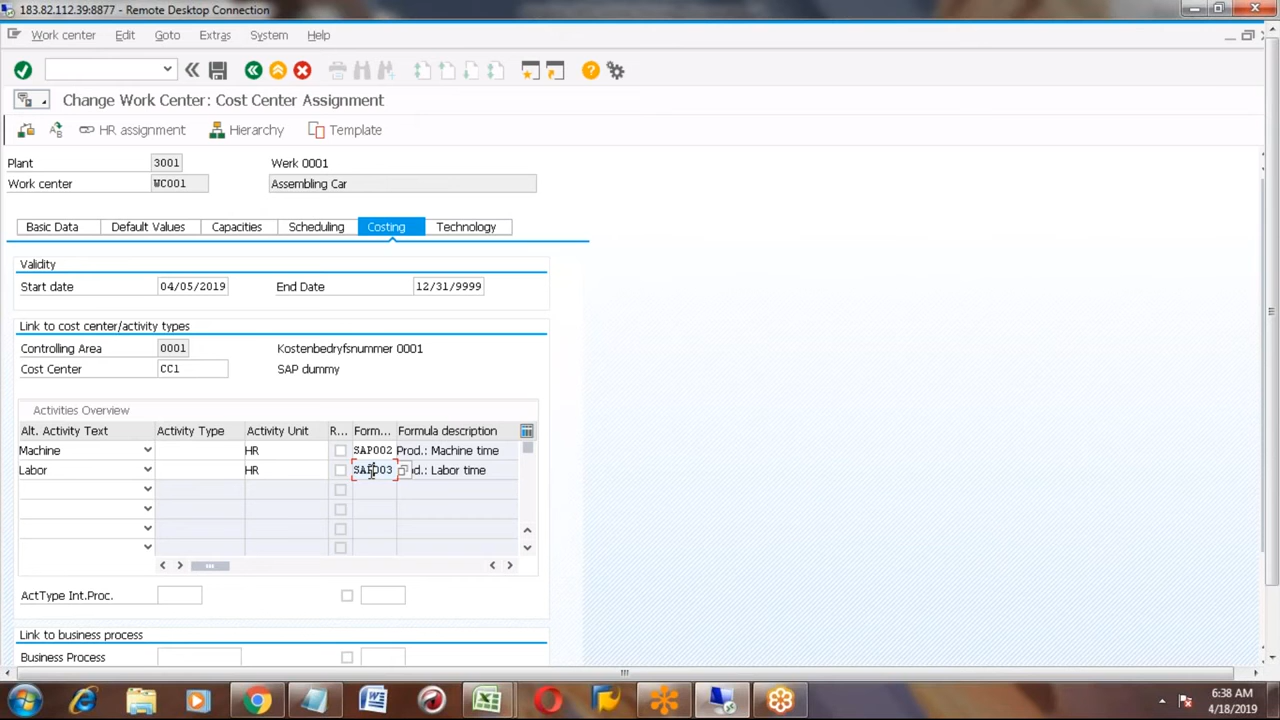 183.82.112.39:8877 - Remote Desktop Connection
Work center Edit Goto Extras System Help
Change Work Center: Cost Center Assignment
HR assignment Hierarchy Template
Plant 3001 Werk 0001
Work center WC001 Assembling Car
Basic Data Default Values Capacities Scheduling Costing Technology
Validity
Start date 04/05/2019 End Date 12/31/9999
Link to cost center/activity types
Controlling Area 0001 Kostenbedryfsnummer 0001
Cost Center CC1 SAP dummy
Activities Overview
Alt. Activity Text Activity Type Activity Unit R... Form... Formula description
Machine HR SAP002 Prod.: Machine time
Labor HR SAP003 od.: Labor time
ActType Int.Proc.
Link to business process
Business Process
6:38 AM
4/18/2019